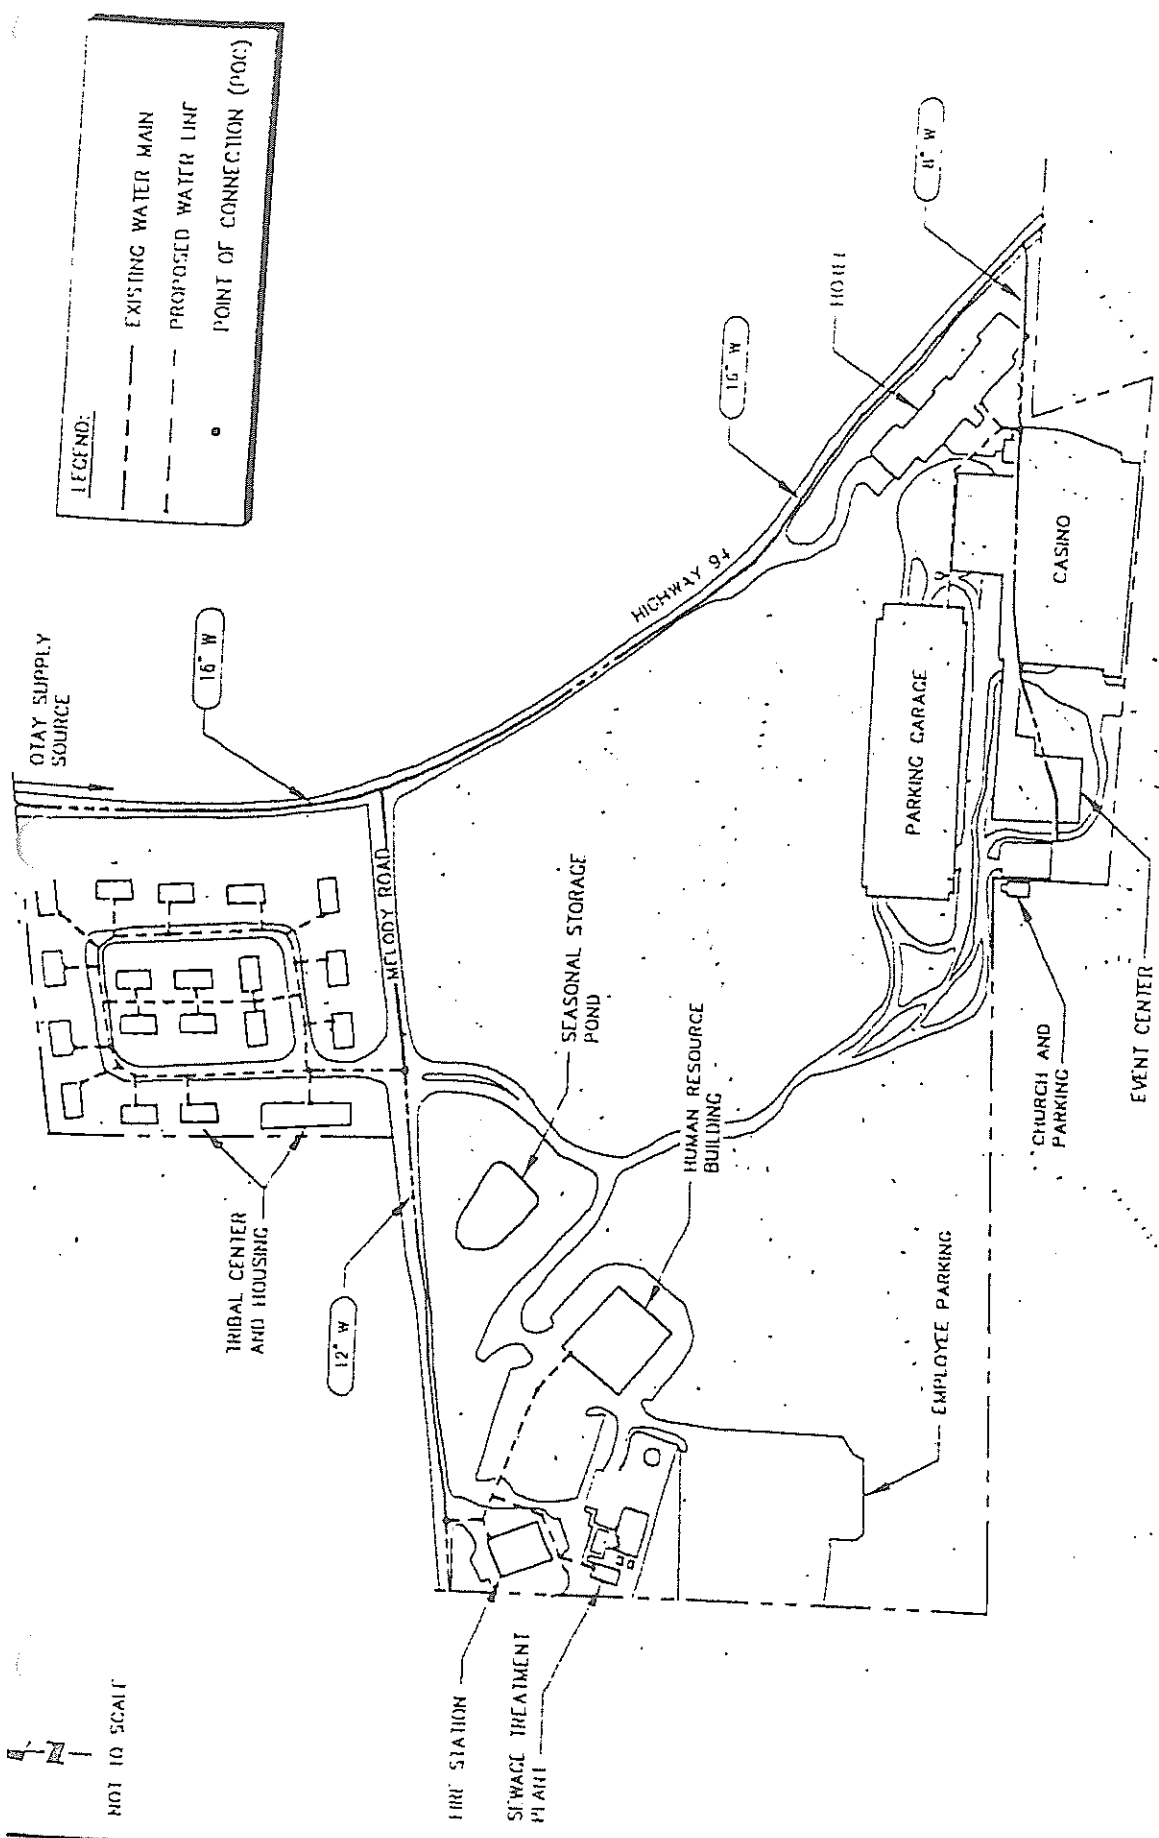 NOT TO SCALE
LEGEND:
EXISTING WATER MAIN
PROPOSED WATER LINE
POINT OF CONNECTION (POC)
OTAY SUPPLY
SOURCE
16" W
16" W
8" W
12" W
HIGHWAY 94
MELODY ROAD
HOTEL
CASINO
PARKING GARAGE
SEASONAL STORAGE
POND
HUMAN RESOURCE
BUILDING
TRIBAL CENTER
AND HOUSING
CHURCH AND
PARKING
EVENT CENTER
EMPLOYEE PARKING
FIRE STATION
SEWAGE TREATMENT
PLANT